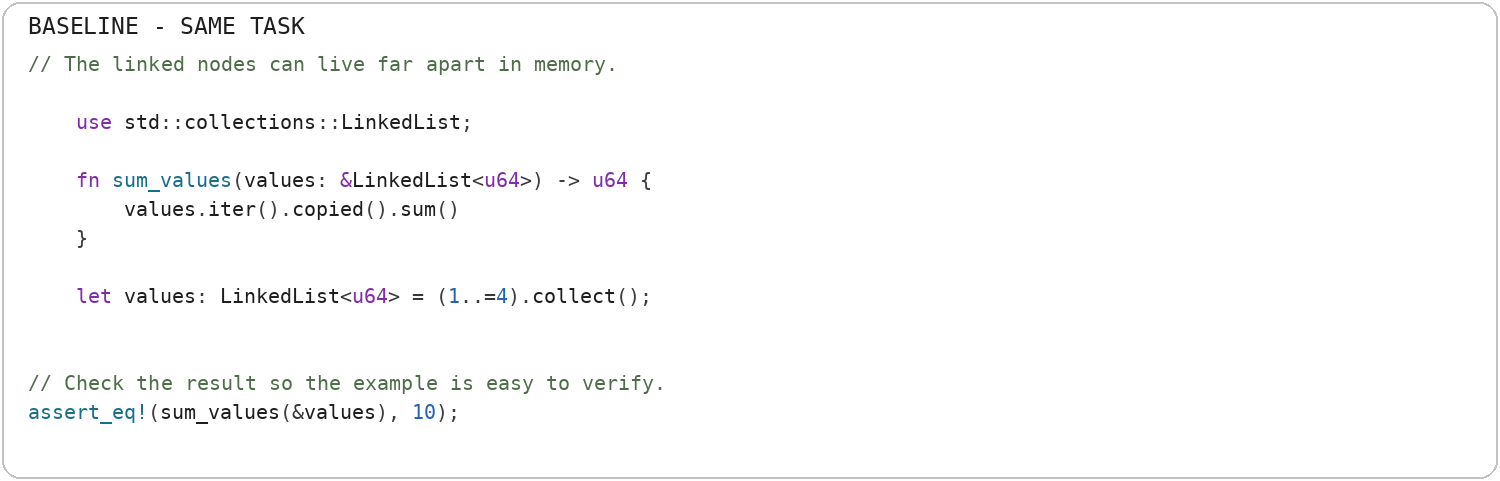 BASELINE - SAME TASK
// The linked nodes can live far apart in memory.
use std::collections::LinkedList;
fn sum_values(values: &LinkedList<u64>) -> u64 {
values.iter().copied().sum()
}
let values: LinkedList<u64> = (1..=4).collect();
// Check the result so the example is easy to verify.
assert_eq!(sum_values(&values), 10);